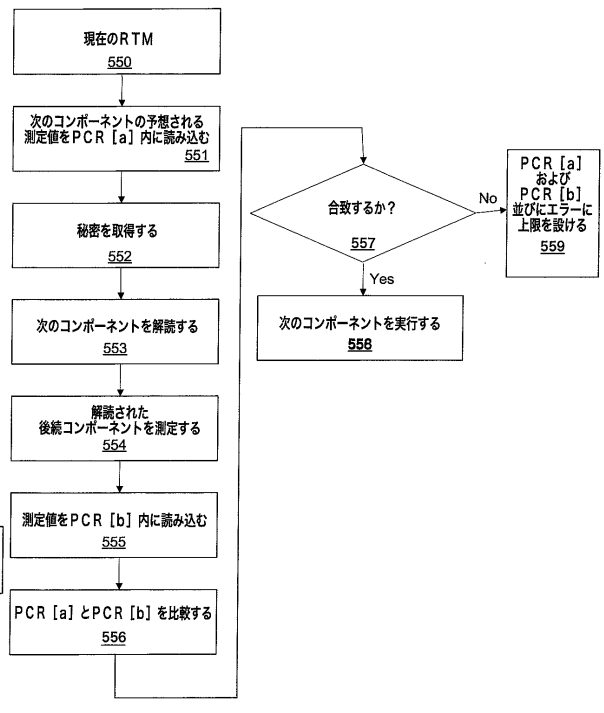 現在のRTM
550
次のコンポーネントの予想される
測定値をPCR[a]内に読み込む
551
秘密を取得する
552
次のコンポーネントを解読する
553
解読された
後続コンポーネントを測定する
554
測定値をPCR[b]内に読み込む
555
PCR[a]とPCR[b]を比較する
556
合致するか?
557
No
Yes
次のコンポーネントを実行する
558
PCR[a]
および
PCR[b]
並びにエラーに
上限を設ける
559